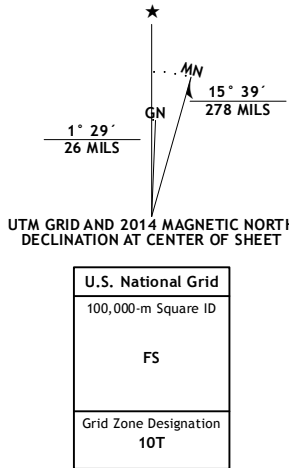 ★
MN
15° 39´
278 MILS
GN
1° 29´
26 MILS
UTM GRID AND 2014 MAGNETIC NORTH
DECLINATION AT CENTER OF SHEET
U.S. National Grid
100,000-m Square ID
FS
Grid Zone Designation
10T